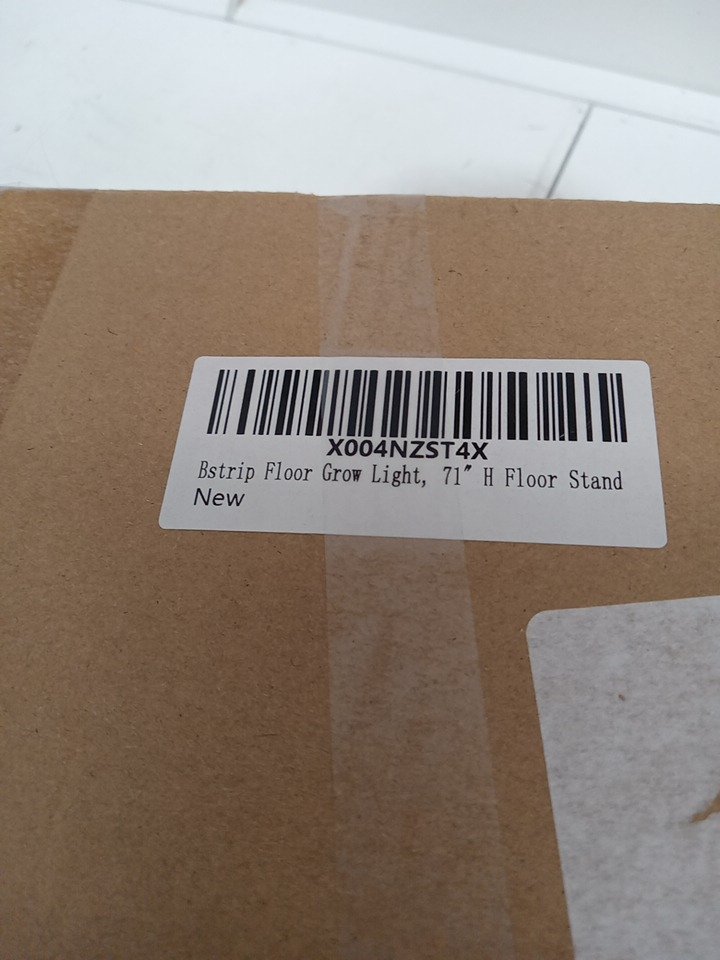 X004NZST4X
Bstrip Floor Grow Light, 71" H Floor Stand
New